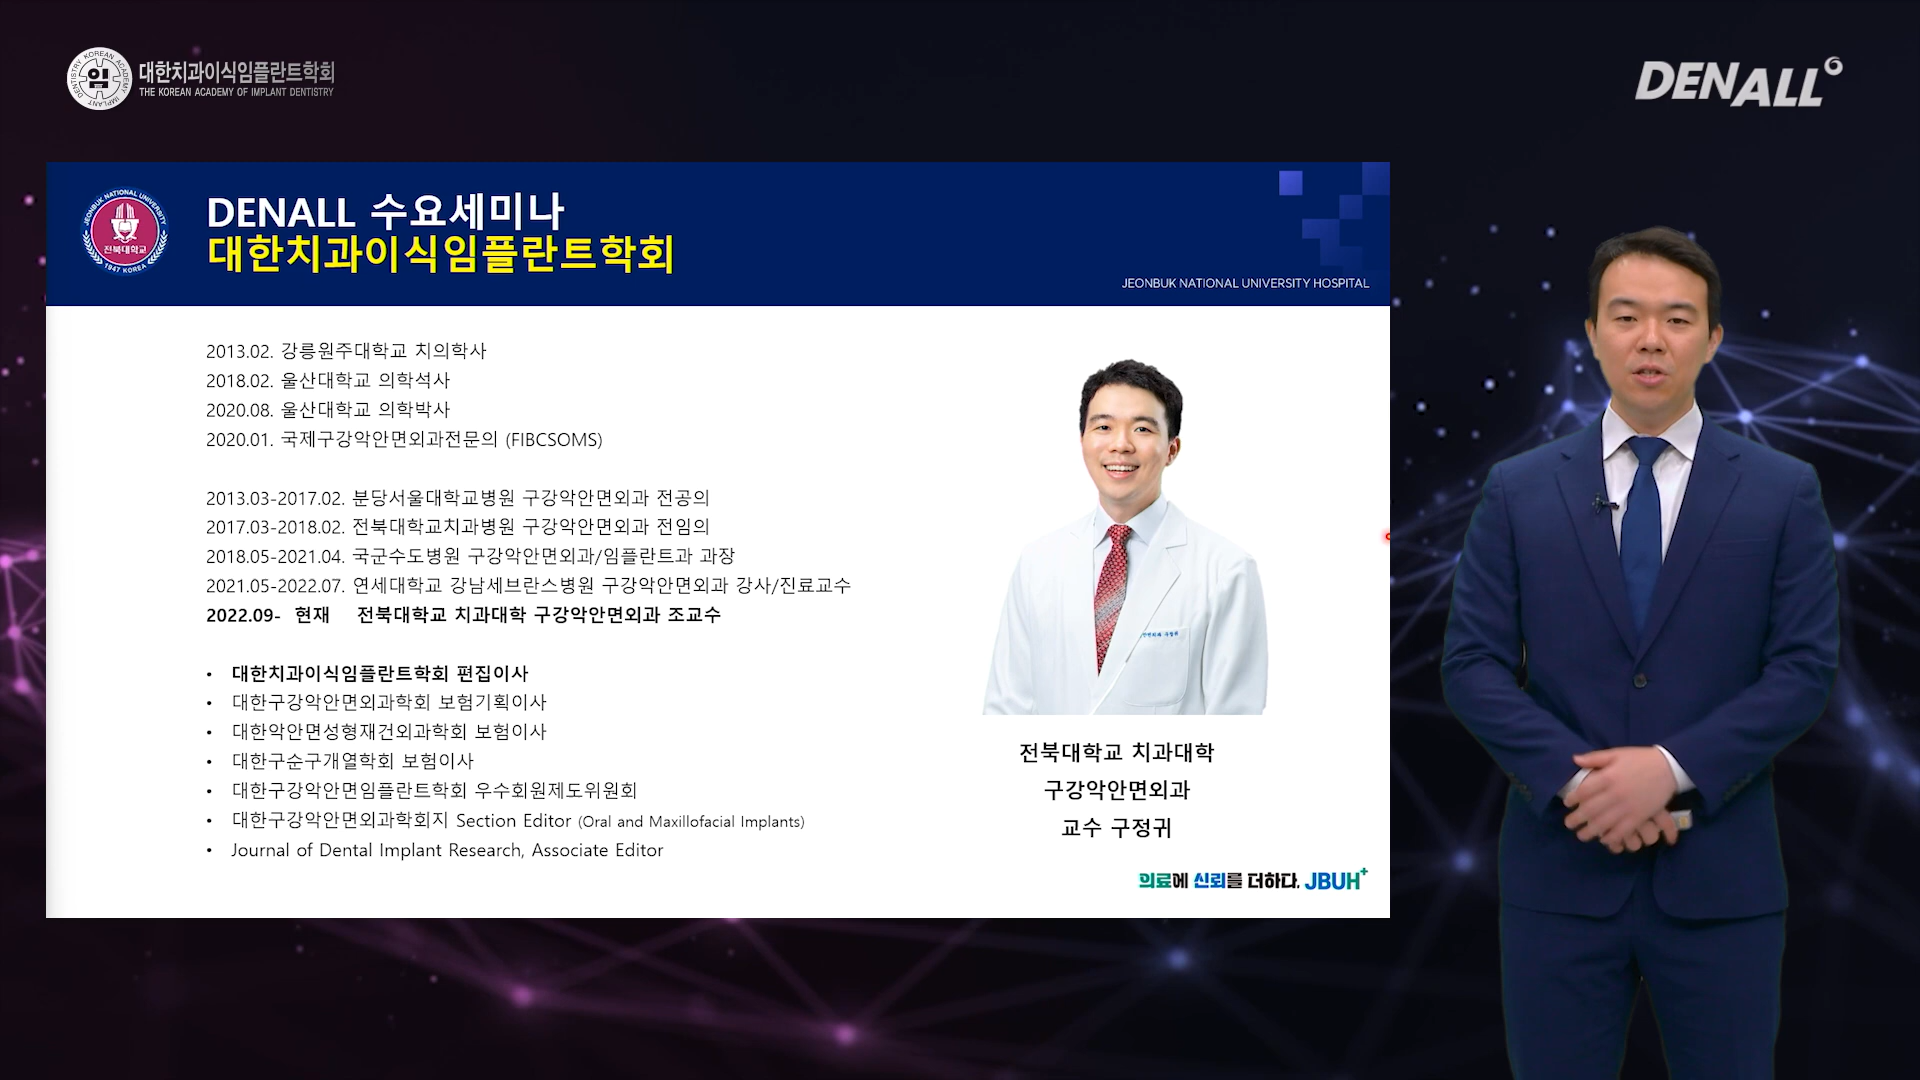 대한치과이식임플란트학회
THE KOREAN ACADEMY OF IMPLANT DENTISTRY
KOREAN ACADEMY IMPLANT DENTISTRY
임
DENALL
DENALL 수요세미나
대한치과이식임플란트학회
JEONBUK NATIONAL UNIVERSITY
전북대학교
1947 KOREA
JEONBUK NATIONAL UNIVERSITY HOSPITAL
2013.02. 강릉원주대학교 치의학사
2018.02. 울산대학교 의학석사
2020.08. 울산대학교 의학박사
2020.01. 국제구강악안면외과전문의 (FIBCSOMS)
2013.03-2017.02. 분당서울대학교병원 구강악안면외과 전공의
2017.03-2018.02. 전북대학교치과병원 구강악안면외과 전임의
2018.05-2021.04. 국군수도병원 구강악안면외과/임플란트과 과장
2021.05-2022.07. 연세대학교 강남세브란스병원 구강악안면외과 강사/진료교수
2022.09- 현재 전북대학교 치과대학 구강악안면외과 조교수
• 대한치과이식임플란트학회 편집이사
• 대한구강악안면외과학회 보험기획이사
• 대한악안면성형재건외과학회 보험이사
• 대한구순구개열학회 보험이사
• 대한구강악안면임플란트학회 우수회원제도위원회
• 대한구강악안면외과학회지 Section Editor (Oral and Maxillofacial Implants)
• Journal of Dental Implant Research, Associate Editor
전북대학교 치과대학
구강악안면외과
교수 구정귀
의료에 신뢰를 더하다. JBUH+